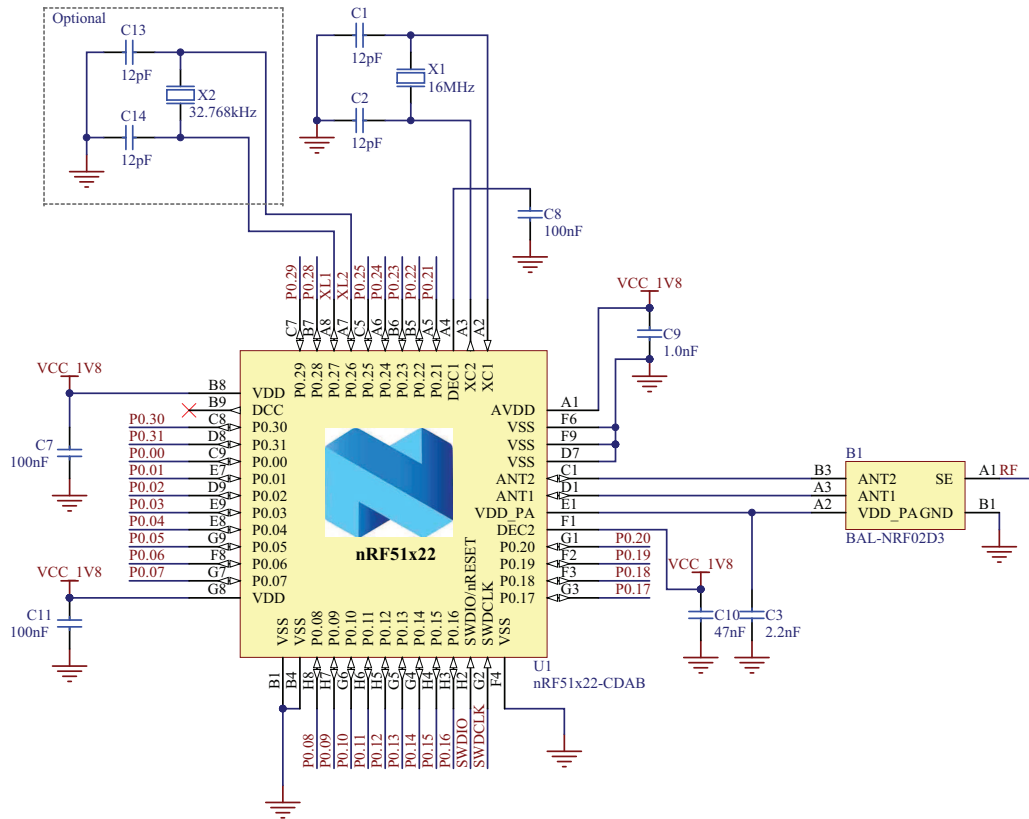 Optional
C13
12pF
X2
32.768kHz
C14
12pF
C1
12pF
X1
16MHz
C2
12pF
C8
100nF
P0.29
P0.28
XL1
XL2
P0.25
P0.24
P0.23
P0.22
P0.21
C7
B7
A8
A7
C5
A6
B6
B5
A5
A4
A3
A2
P0.29
P0.28
P0.27
P0.26
P0.25
P0.24
P0.23
P0.22
P0.21
DEC1
XC2
XC1
VCC_1V8
C9
1.0nF
VCC_1V8
C7
100nF
B8 VDD
B9 DCC
P0.30 C8 P0.30
P0.31 D8 P0.31
P0.00 C9 P0.00
P0.01 E7 P0.01
P0.02 D9 P0.02
P0.03 E9 P0.03
P0.04 E8 P0.04
P0.05 G9 P0.05
P0.06 F8 P0.06
P0.07 G7 P0.07
G8 VDD
VCC_1V8
C11
100nF
nRF51x22
AVDD A1
VSS F6
VSS F9
VSS D7
ANT2 C1
ANT1 D1
VDD_PA E1
DEC2 F1
P0.20 G1 P0.20
P0.19 F2 P0.19
P0.18 F3 P0.18
P0.17 G3 P0.17
B1
B3 ANT2 SE A1 RF
A3 ANT1
A2 VDD_PA GND B1
BAL-NRF02D3
VCC_1V8
C10
47nF
C3
2.2nF
VSS
VSS
P0.08
P0.09
P0.10
P0.11
P0.12
P0.13
P0.14
P0.15
P0.16
SWDIO/nRESET
SWDCLK
VSS
U1
nRF51x22-CDAB
B1
B4
H8
H7
G6
H6
H5
G5
G4
H4
H3
H2
G2
F4
P0.08
P0.09
P0.10
P0.11
P0.12
P0.13
P0.14
P0.15
P0.16
SWDIO
SWDCLK